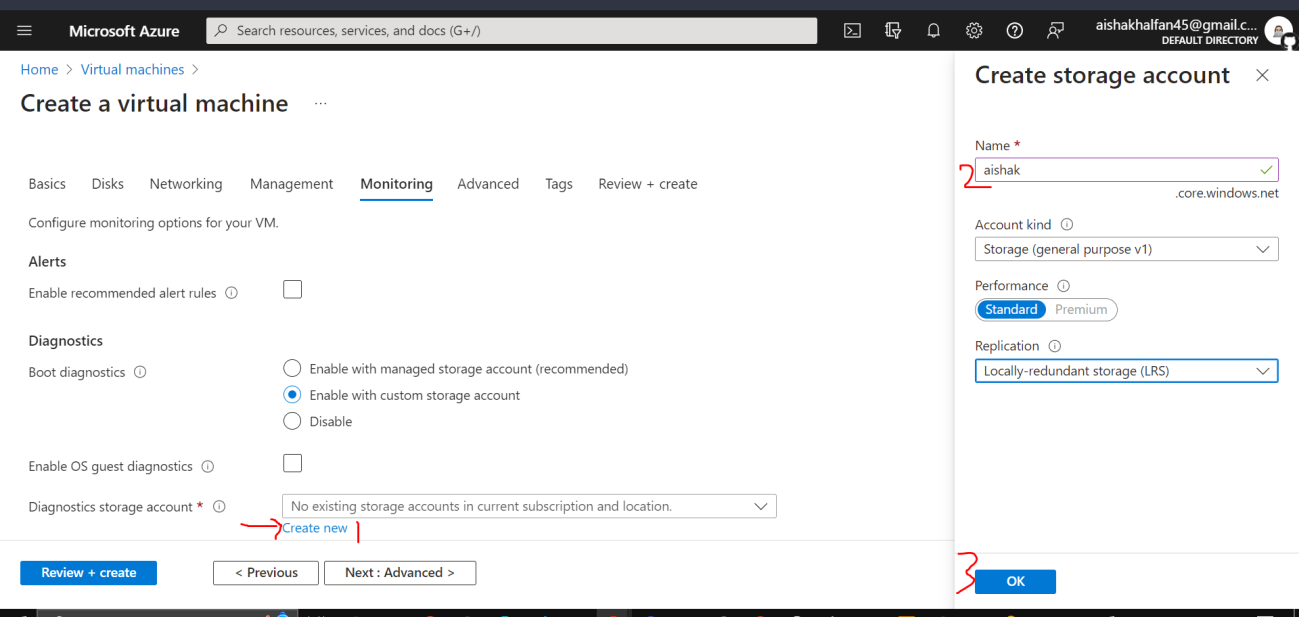 Microsoft Azure
Search resources, services, and docs (G+/)
aishakhalfan45@gmail.c...
DEFAULT DIRECTORY
Home > Virtual machines >
Create a virtual machine ...
Basics Disks Networking Management Monitoring Advanced Tags Review + create
Configure monitoring options for your VM.
Alerts
Enable recommended alert rules
Diagnostics
Boot diagnostics
Enable with managed storage account (recommended)
Enable with custom storage account
Disable
Enable OS guest diagnostics
Diagnostics storage account *
No existing storage accounts in current subscription and location.
Create new 1
Review + create
< Previous
Next : Advanced >
Create storage account
Name *
2 aishak
.core.windows.net
Account kind
Storage (general purpose v1)
Performance
Standard Premium
Replication
Locally-redundant storage (LRS)
3 OK